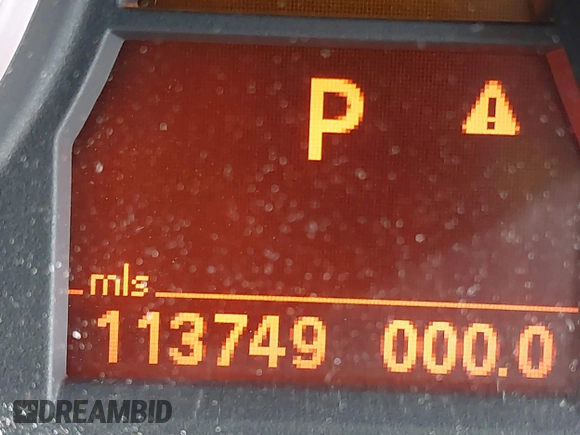 P
mls
113749 000.0
DREAMBID